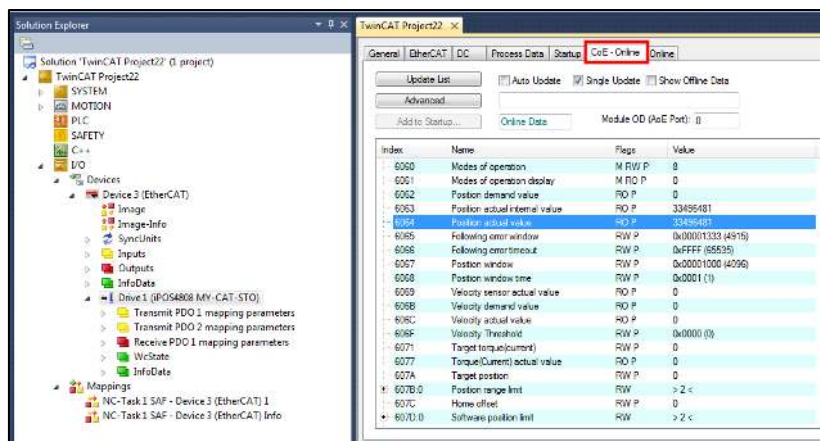 Solution Explorer
Solution 'TwinCAT Project22' (1 project)
TwinCAT Project22
SYSTEM
MOTION
PLC
SAFETY
C++
I/O
Devices
Device 3 (EtherCAT)
Image
Image-Info
SyncUnits
Inputs
Outputs
InfoData
Drive 1 (iPOS4808 MY-CAT-STO)
Transmit PDO 1 mapping parameters
Transmit PDO 2 mapping parameters
Receive PDO 1 mapping parameters
WcState
InfoData
Mappings
NC-Task 1 SAF - Device 3 (EtherCAT) 1
NC-Task 1 SAF - Device 3 (EtherCAT) Info
TwinCAT Project22
General EtherCAT DC Process Data Startup CoE - Online Online
Update List Auto Update Single Update Show Offline Data
Advanced...
Add to Startup... Online Data Module OD (AoE Port): 0
Index Name Flags Value
6060 Modes of operation M RW P 8
6061 Modes of operation display M RO P 0
6062 Position demand value RO P 0
6063 Position actual internal value RO P 33496481
6064 Position actual value RO P 33496481
6065 Following error window RW P 0x00001333 (4915)
6066 Following error timeout RW P 0xFFFF (65535)
6067 Position window RW P 0x00001000 (4096)
6068 Position window time RW P 0x0001 (1)
6069 Velocity sensor actual value RO P 0
606B Velocity demand value RO P 0
606C Velocity actual value RO P 0
606F Velocity Threshold RW P 0x0000 (0)
6071 Target torque(current) RW P 0
6077 Torque(Current) actual value RO P 0
607A Target position RW P 0
607B:0 Position range limit RW > 2 <
607C Home offset RW P 0
607D:0 Software position limit RW > 2 <